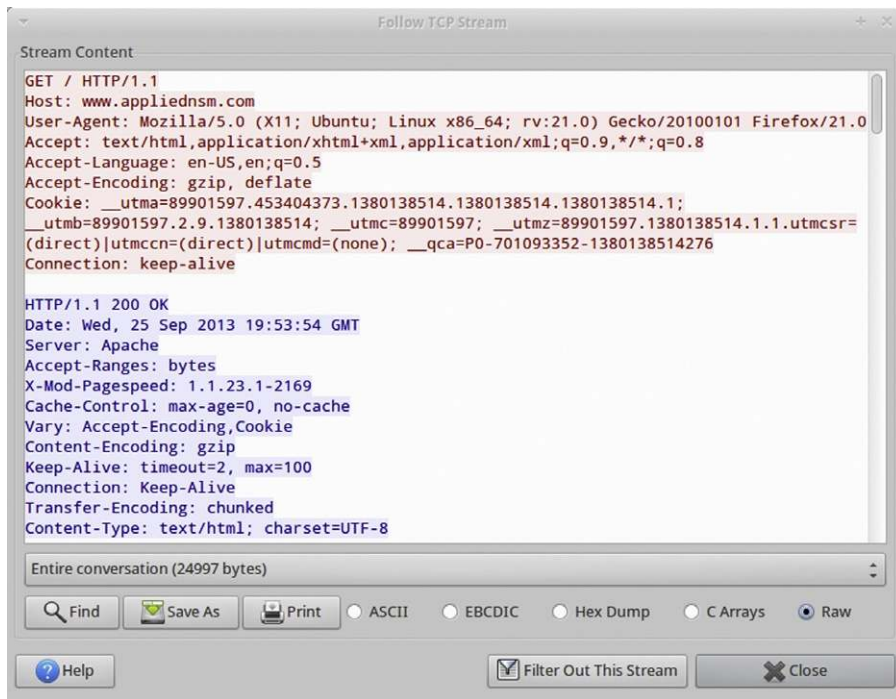 Follow TCP Stream
Stream Content
GET / HTTP/1.1
Host: www.appliednsm.com
User-Agent: Mozilla/5.0 (X11; Ubuntu; Linux x86_64; rv:21.0) Gecko/20100101 Firefox/21.0
Accept: text/html,application/xhtml+xml,application/xml;q=0.9,*/*;q=0.8
Accept-Language: en-US,en;q=0.5
Accept-Encoding: gzip, deflate
Cookie: __utma=89901597.453404373.1380138514.1380138514.1380138514.1;
__utmb=89901597.2.9.1380138514; __utmc=89901597; __utmz=89901597.1380138514.1.1.utmcsr=
(direct)|utmccn=(direct)|utmcmd=(none); __qca=P0-701093352-1380138514276
Connection: keep-alive
HTTP/1.1 200 OK
Date: Wed, 25 Sep 2013 19:53:54 GMT
Server: Apache
Accept-Ranges: bytes
X-Mod-Pagespeed: 1.1.23.1-2169
Cache-Control: max-age=0, no-cache
Vary: Accept-Encoding,Cookie
Content-Encoding: gzip
Keep-Alive: timeout=2, max=100
Connection: Keep-Alive
Transfer-Encoding: chunked
Content-Type: text/html; charset=UTF-8
Entire conversation (24997 bytes)
Find Save As Print ASCII EBCDIC Hex Dump C Arrays Raw
Help Filter Out This Stream Close